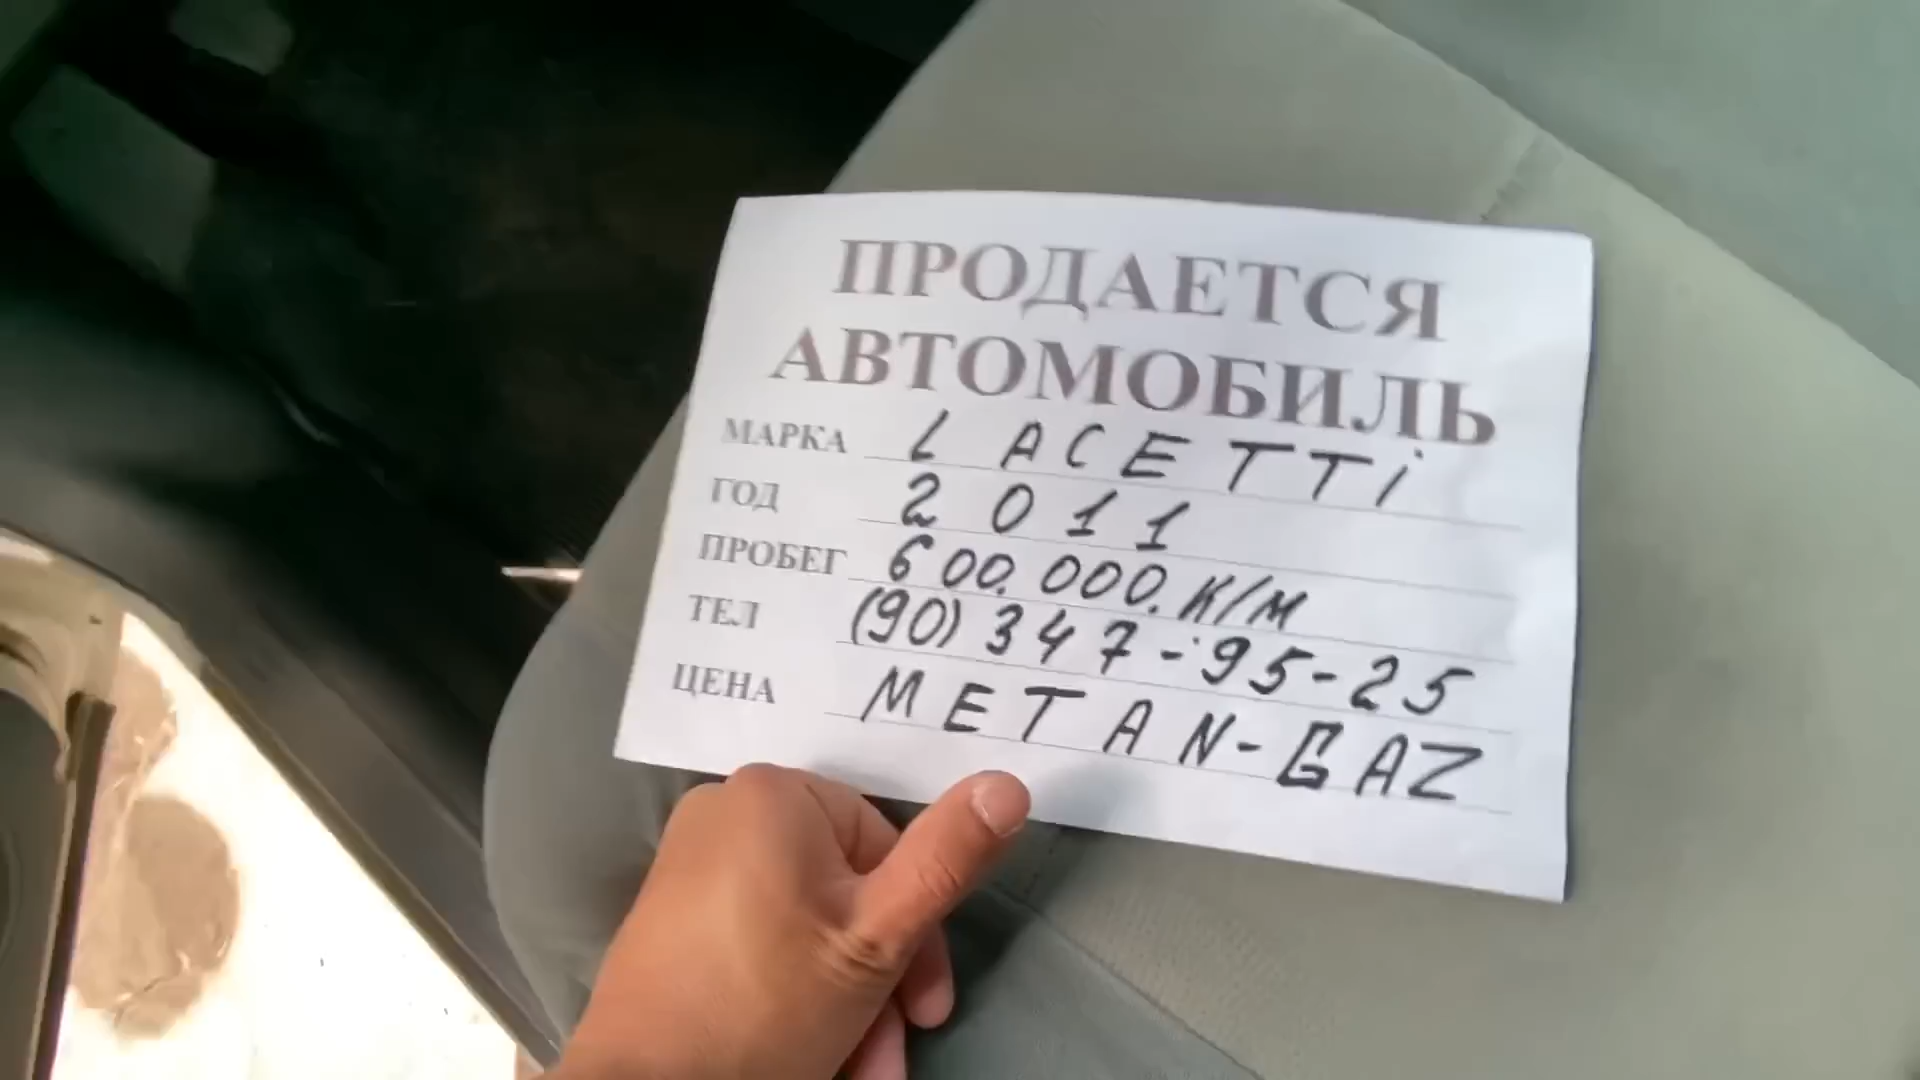 ПРОДАЕТСЯ
АВТОМОБИЛЬ
МАРКА LACETTi
ГОД 2011
ПРОБЕГ 600.000.К/М
ТЕЛ (90)347-95-25
ЦЕНА METAN-GAZ